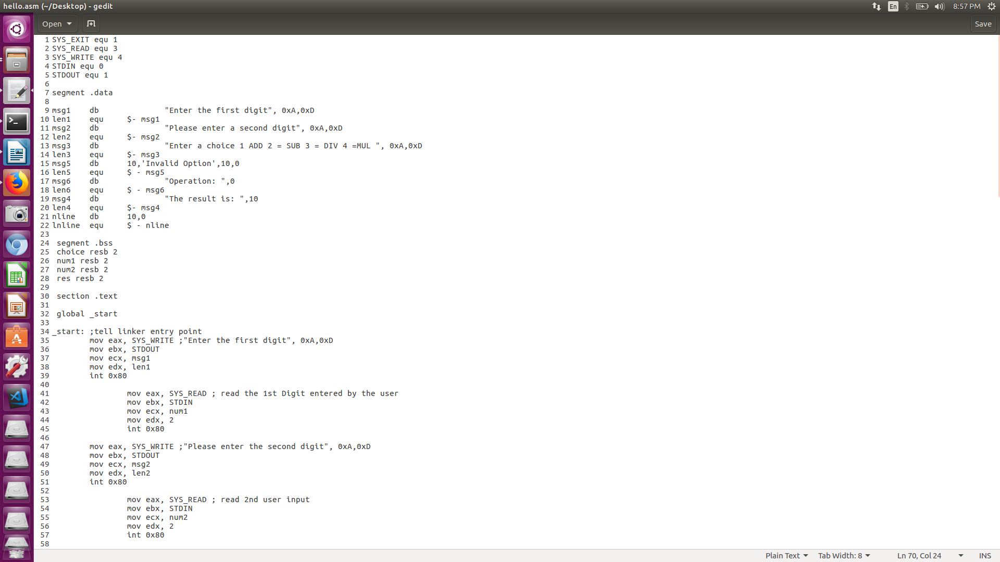 hello.asm (~/Desktop) - gedit
En
8:57 PM
Open
Save
1 SYS_EXIT equ 1
2 SYS_READ equ 3
3 SYS_WRITE equ 4
4 STDIN equ 0
5 STDOUT equ 1
6
7 segment .data
8
9 msg1    db              "Enter the first digit", 0xA,0xD
10 len1    equ     $- msg1
11 msg2    db              "Please enter a second digit", 0xA,0xD
12 len2    equ     $- msg2
13 msg3    db              "Enter a choice 1 ADD 2 = SUB 3 = DIV 4 =MUL ", 0xA,0xD
14 len3    equ     $- msg3
15 msg5    db      10,'Invalid Option',10,0
16 len5    equ     $ - msg5
17 msg6    db              "Operation: ",0
18 len6    equ     $ - msg6
19 msg4    db              "The result is: ",10
20 len4    equ     $- msg4
21 nline   db      10,0
22 lnline  equ     $ - nline
23
24  segment .bss
25  choice resb 2
26  num1 resb 2
27  num2 resb 2
28  res resb 2
29
30  section .text
31
32  global _start
33
34 _start: ;tell linker entry point
35         mov eax, SYS_WRITE ;"Enter the first digit", 0xA,0xD
36         mov ebx, STDOUT
37         mov ecx, msg1
38         mov edx, len1
39         int 0x80
40
41                 mov eax, SYS_READ ; read the 1st Digit entered by the user
42                 mov ebx, STDIN
43                 mov ecx, num1
44                 mov edx, 2
45                 int 0x80
46
47         mov eax, SYS_WRITE ;"Please enter the second digit", 0xA,0xD
48         mov ebx, STDOUT
49         mov ecx, msg2
50         mov edx, len2
51         int 0x80
52
53                 mov eax, SYS_READ ; read 2nd user input
54                 mov ebx, STDIN
55                 mov ecx, num2
56                 mov edx, 2
57                 int 0x80
58
Plain Text
Tab Width: 8
Ln 70, Col 24
INS